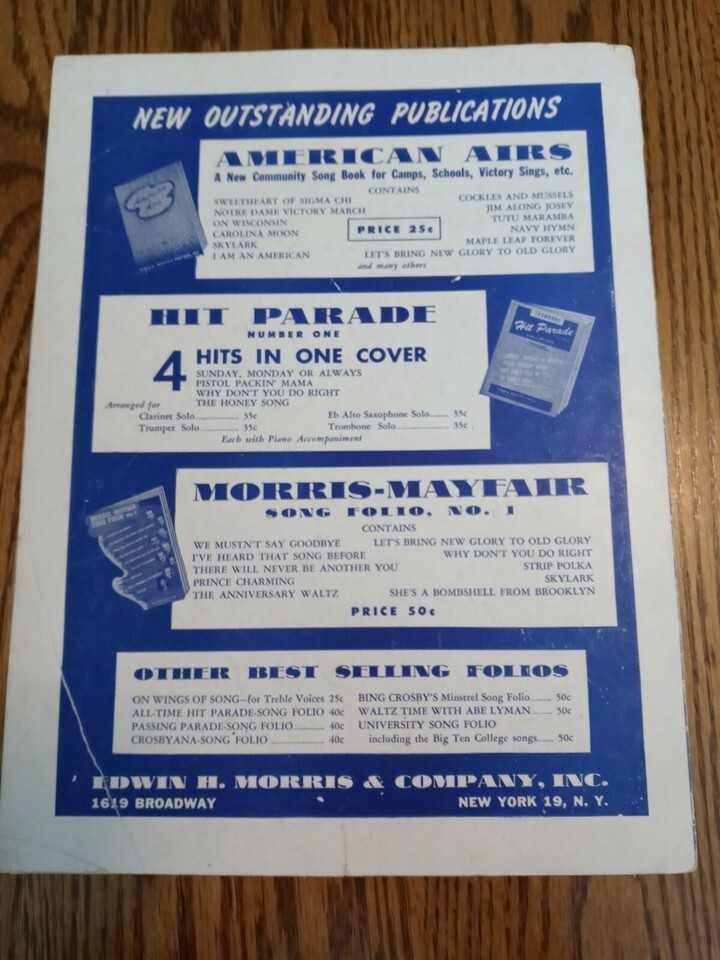 NEW OUTSTANDING PUBLICATIONS
AMERICAN AIRS
A New Community Song Book for Camps, Schools, Victory Sings, etc.
CONTAINS
SWEETHEART OF SIGMA CHI
NOTRE DAME VICTORY MARCH
ON WISCONSIN
CAROLINA MOON
SKYLARK
I AM AN AMERICAN
PRICE 25c
COCKLES AND MUSSELS
JIM ALONG JOSEY
TUTU MARAMBA
NAVY HYMN
MAPLE LEAF FOREVER
LET'S BRING NEW GLORY TO OLD GLORY
and many others
HIT PARADE
NUMBER ONE
4 HITS IN ONE COVER
SUNDAY, MONDAY OR ALWAYS
PISTOL PACKIN' MAMA
WHY DON'T YOU DO RIGHT
THE HONEY SONG
Arranged for
Clarinet Solo 35c
Trumpet Solo 35c
Eb Alto Saxophone Solo 35c
Trombone Solo 35c
Each with Piano Accompaniment
TROMBONE
Hit Parade
MORRIS-MAYFAIR
SONG FOLIO, NO. 1
CONTAINS
WE MUSTN'T SAY GOODBYE
I'VE HEARD THAT SONG BEFORE
THERE WILL NEVER BE ANOTHER YOU
PRINCE CHARMING
THE ANNIVERSARY WALTZ
LET'S BRING NEW GLORY TO OLD GLORY
WHY DON'T YOU DO RIGHT
STRIP POLKA
SKYLARK
SHE'S A BOMBSHELL FROM BROOKLYN
PRICE 50c
MORRIS MAYFAIR
SONG FOLIO
OTHER BEST SELLING FOLIOS
ON WINGS OF SONG—for Treble Voices 25c
ALL-TIME HIT PARADE-SONG FOLIO 40c
PASSING PARADE-SONG FOLIO 40c
CROSBYANA-SONG FOLIO 40c
BING CROSBY'S Minstrel Song Folio 50c
WALTZ TIME WITH ABE LYMAN 50c
UNIVERSITY SONG FOLIO
including the Big Ten College songs 50c
EDWIN H. MORRIS & COMPANY, INC.
1619 BROADWAY
NEW YORK 19, N. Y.